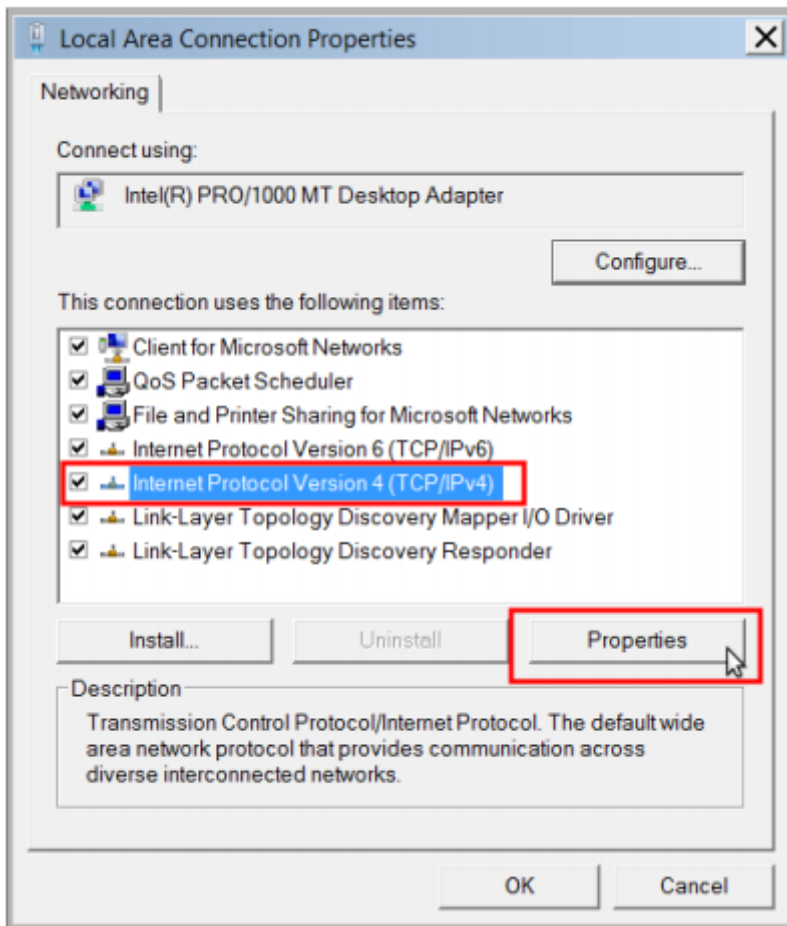 Local Area Connection Properties
Networking
Connect using:
Intel(R) PRO/1000 MT Desktop Adapter
Configure...
This connection uses the following items:
Client for Microsoft Networks
QoS Packet Scheduler
File and Printer Sharing for Microsoft Networks
Internet Protocol Version 6 (TCP/IPv6)
Internet Protocol Version 4 (TCP/IPv4)
Link-Layer Topology Discovery Mapper I/O Driver
Link-Layer Topology Discovery Responder
Install...
Uninstall
Properties
Description
Transmission Control Protocol/Internet Protocol. The default wide
area network protocol that provides communication across
diverse interconnected networks.
OK
Cancel